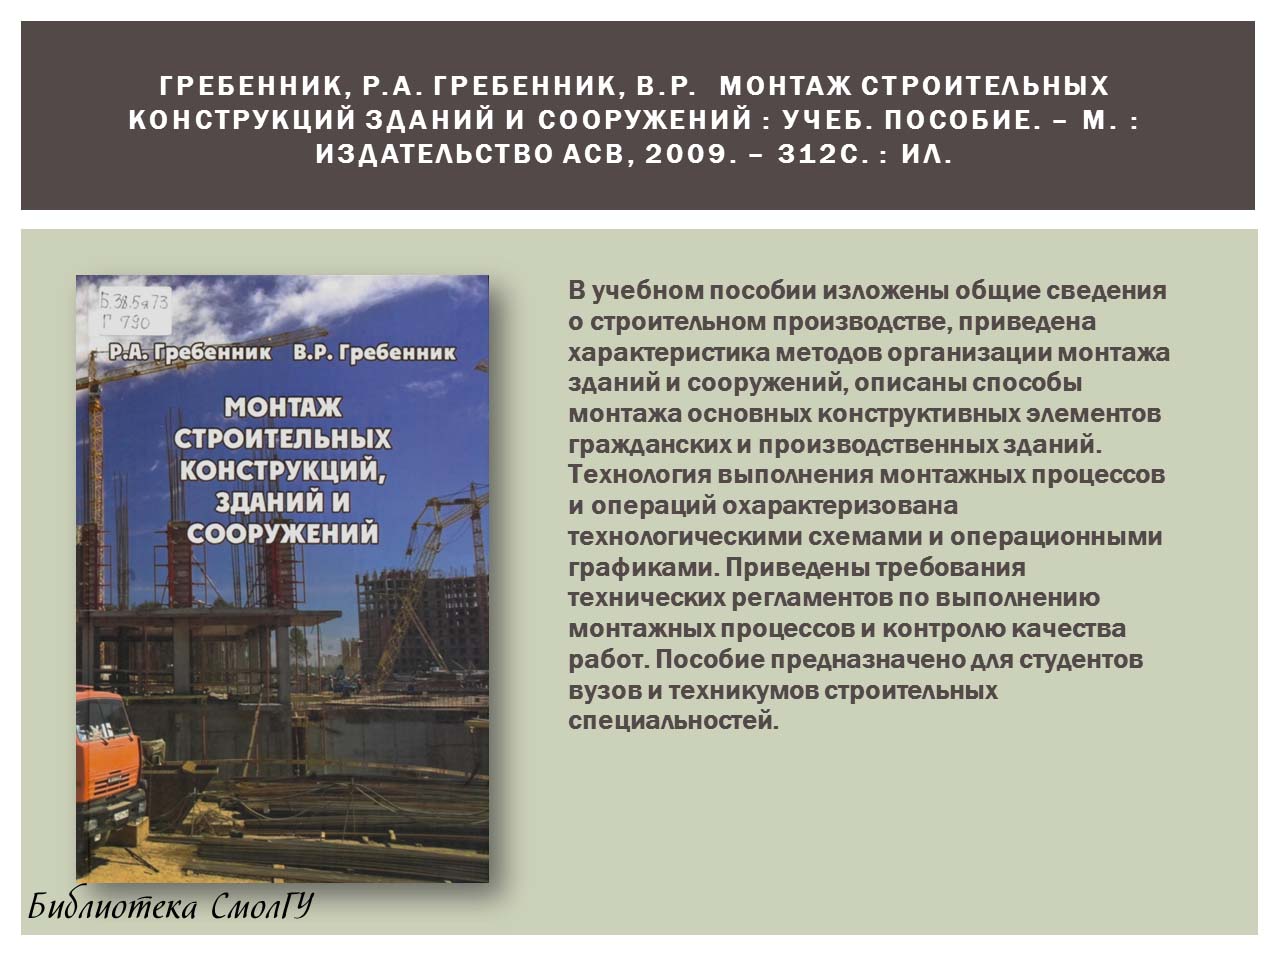 ГРЕБЕННИК, Р.А. ГРЕБЕННИК, В.Р. МОНТАЖ СТРОИТЕЛЬНЫХ
КОНСТРУКЦИЙ ЗДАНИЙ И СООРУЖЕНИЙ : УЧЕБ. ПОСОБИЕ. – М. :
ИЗДАТЕЛЬСТВО АСВ, 2009. – 312С. : ИЛ.
Б.38.5я73
Г 790
Р.А. Гребенник В.Р. Гребенник
МОНТАЖ
СТРОИТЕЛЬНЫХ
КОНСТРУКЦИЙ,
ЗДАНИЙ И
СООРУЖЕНИЙ
В учебном пособии изложены общие сведения
о строительном производстве, приведена
характеристика методов организации монтажа
зданий и сооружений, описаны способы
монтажа основных конструктивных элементов
гражданских и производственных зданий.
Технология выполнения монтажных процессов
и операций охарактеризована
технологическими схемами и операционными
графиками. Приведены требования
технических регламентов по выполнению
монтажных процессов и контролю качества
работ. Пособие предназначено для студентов
вузов и техникумов строительных
специальностей.
Библиотека СмолГУ